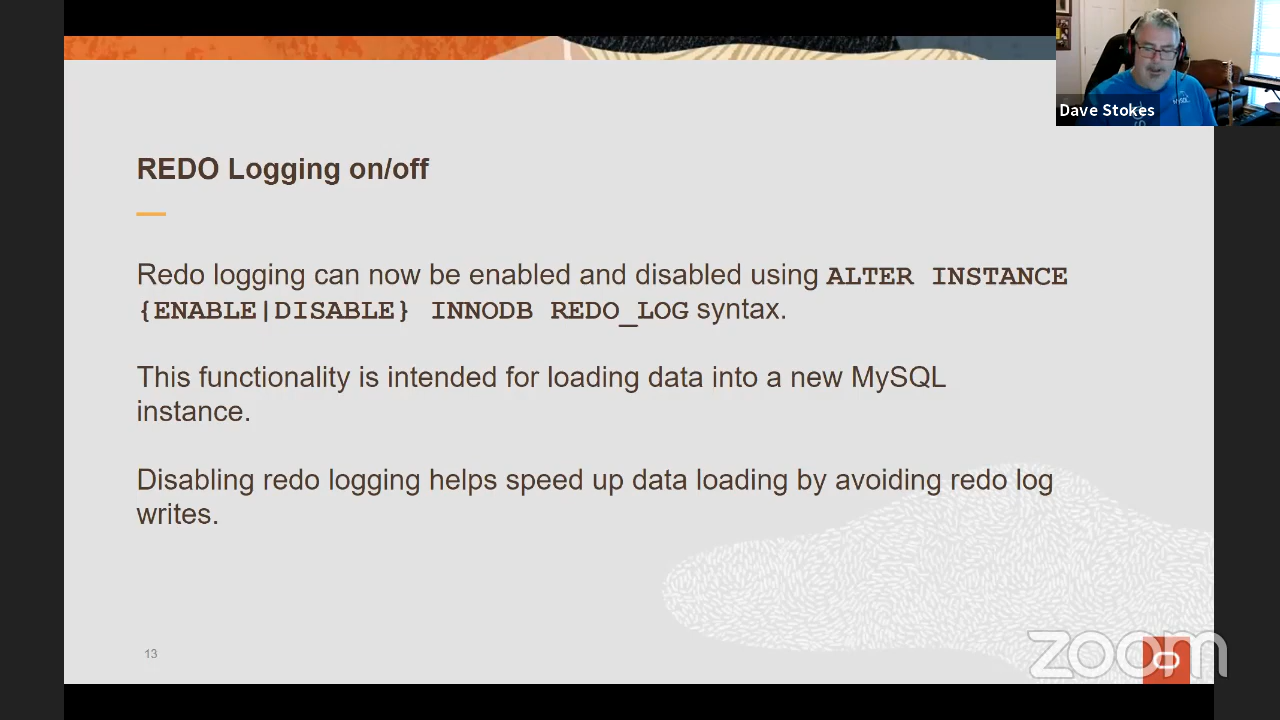 Dave Stokes
REDO Logging on/off
Redo logging can now be enabled and disabled using ALTER INSTANCE
{ENABLE|DISABLE} INNODB REDO_LOG syntax.
This functionality is intended for loading data into a new MySQL
instance.
Disabling redo logging helps speed up data loading by avoiding redo log
writes.
13
zoom